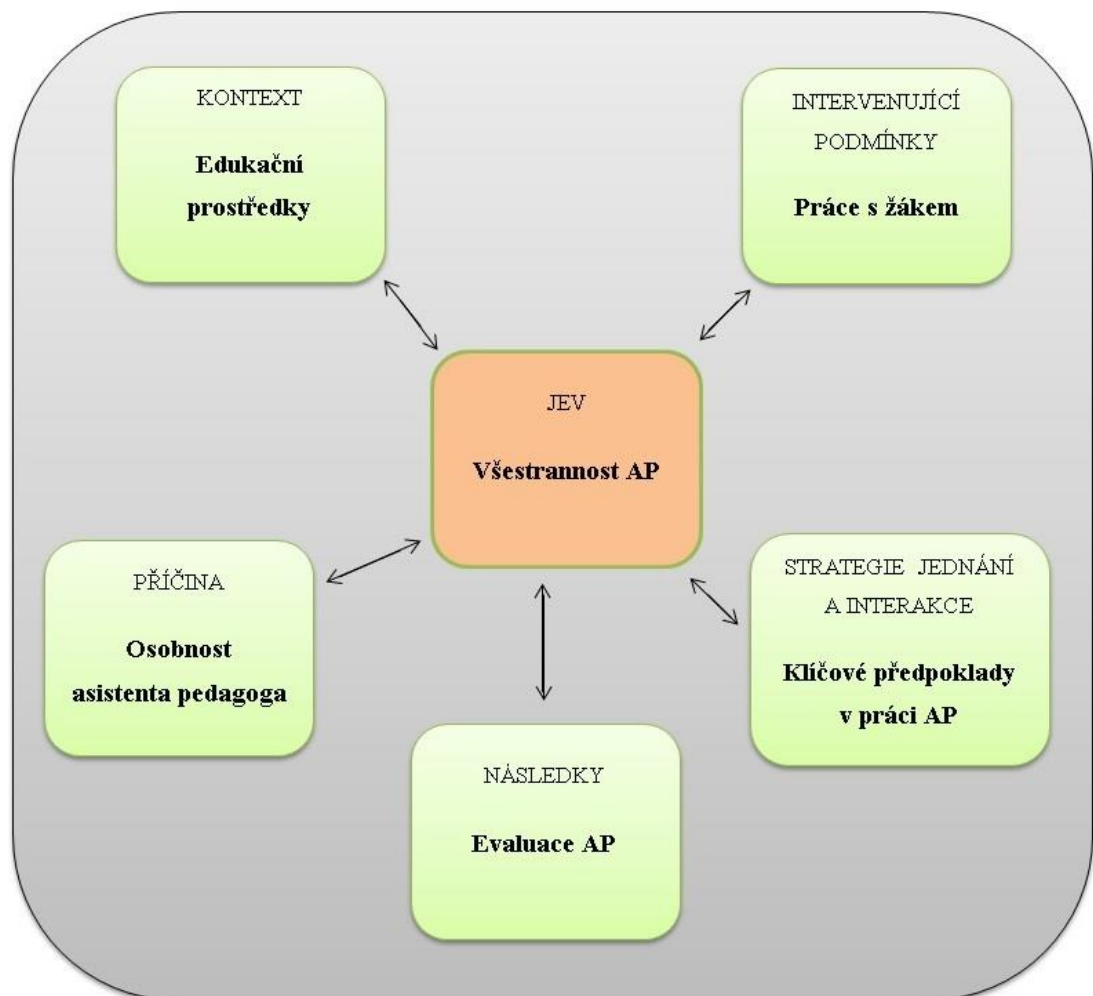 KONTEXT
Edukační
prostředky
INTERVENUJÍCÍ
PODMÍNKY
Práce s žákem
JEV
Všestrannost AP
PŘÍČINA
Osobnost
asistenta pedagoga
STRATEGIE JEDNÁNÍ
A INTERAKCE
Klíčové předpoklady
v práci AP
NÁSLEDKY
Evaluace AP